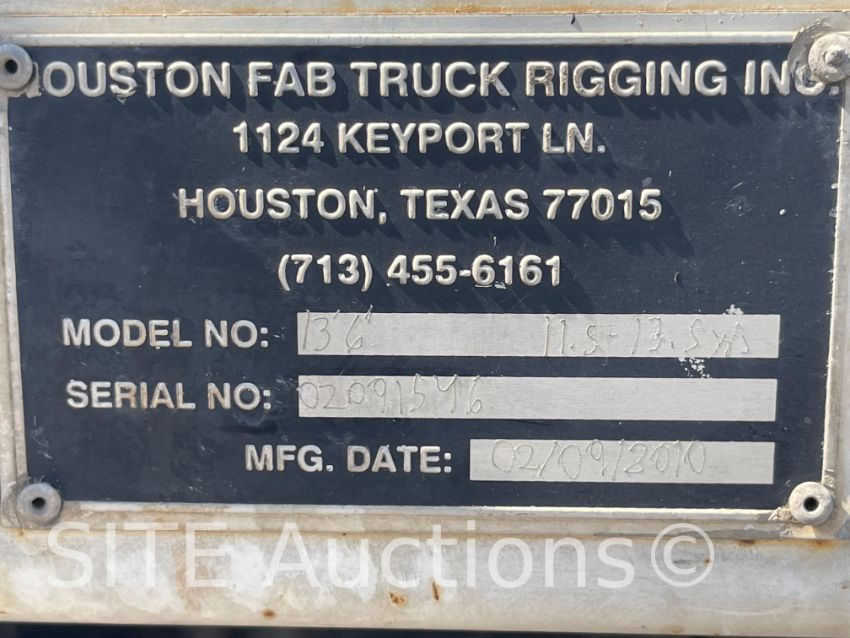 HOUSTON FAB TRUCK RIGGING INC.
1124 KEYPORT LN.
HOUSTON, TEXAS 77015
(713) 455-6161
MODEL NO: 13'6" 11.5-13.5 yds
SERIAL NO: 02091546
MFG. DATE: 02/09/2010
SITE Auctions©